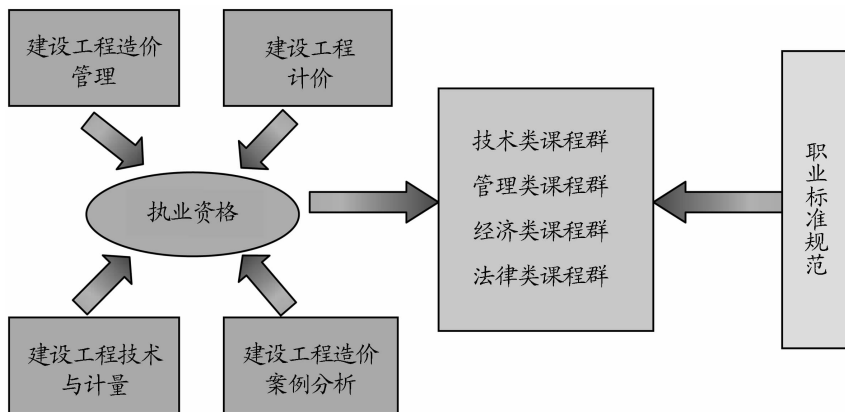 建设工程造价
管理
建设工程
计价
执业资格
建设工程技术
与计量
建设工程造价
案例分析
技术类课程群
管理类课程群
经济类课程群
法律类课程群
职业标准规范